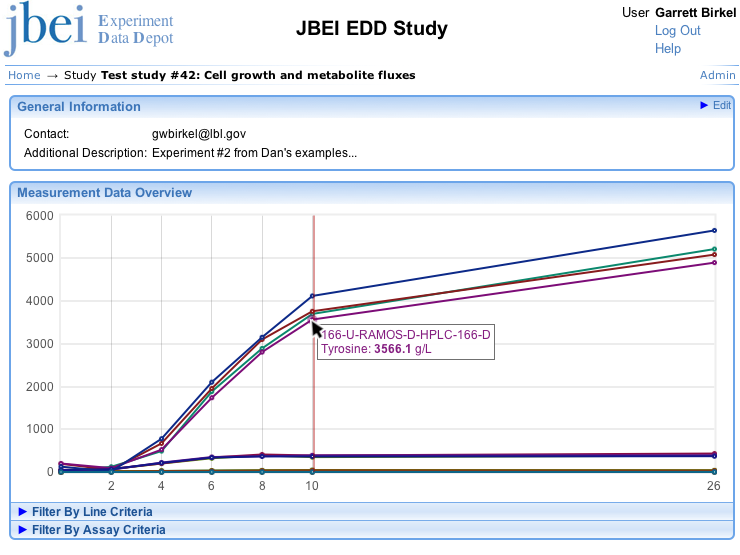 jbei Experiment Data Depot
JBEI EDD Study
User Garrett Birkel
Log Out
Help
Home → Study Test study #42: Cell growth and metabolite fluxes
Admin
General Information
▶ Edit
Contact: gwbirkel@lbl.gov
Additional Description: Experiment #2 from Dan's examples...
Measurement Data Overview
6000
5000
4000
3000
2000
1000
0
166-U-RAMOS-D-HPLC-166-D
Tyrosine: 3566.1 g/L
2 4 6 8 10 26
▶ Filter By Line Criteria
▶ Filter By Assay Criteria